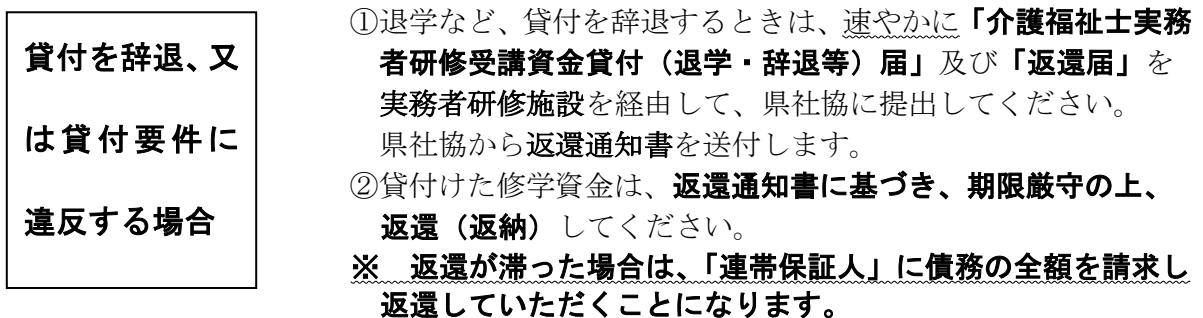 貸付を辞退、又
は貸付要件に
違反する場合
①退学など、貸付を辞退するときは、速やかに「介護福祉士実務
者研修受講資金貸付（退学・辞退等）届」及び「返還届」を
実務者研修施設を経由して、県社協に提出してください。
県社協から返還通知書を送付します。
②貸付けた修学資金は、返還通知書に基づき、期限厳守の上、
返還（返納）してください。
※　返還が滞った場合は、「連帯保証人」に債務の全額を請求し
返還していただくことになります。